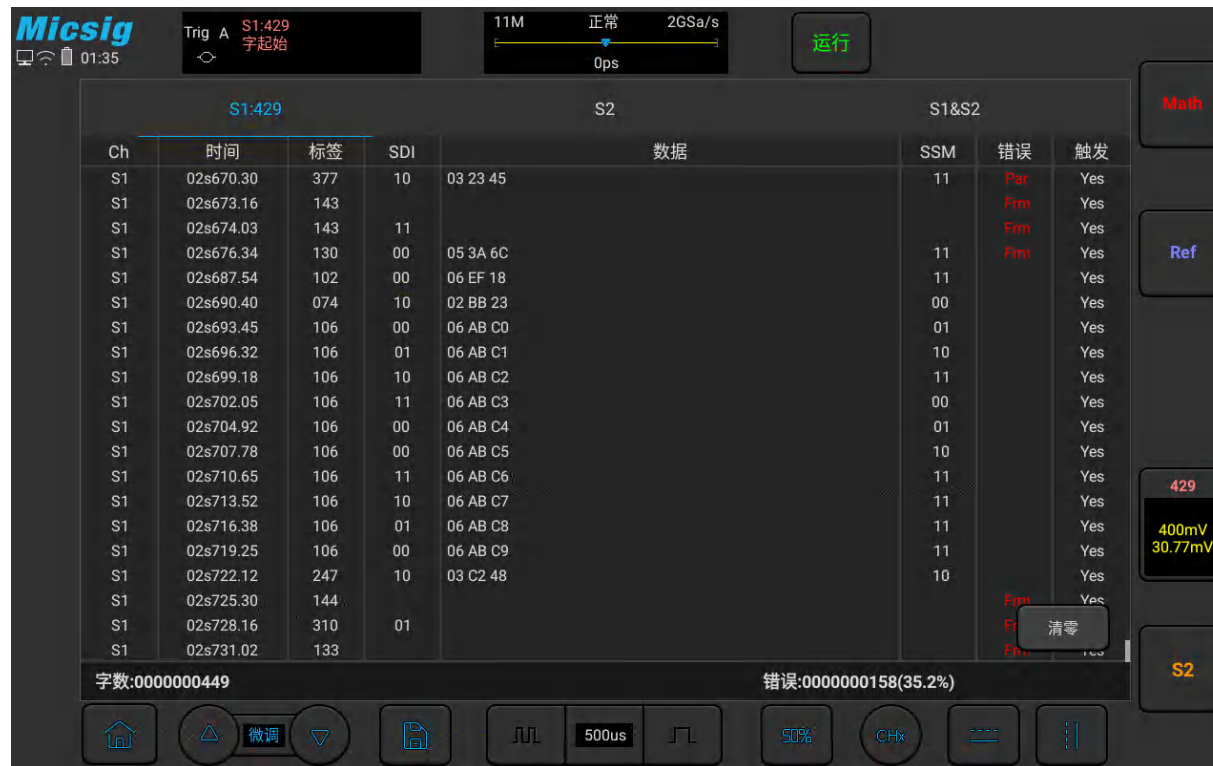 Micsig
Trig A S1:429 字起始
11M 正常 2GSa/s
0ps
运行
01:35
S1:429 S2 S1&S2
Math
Ch 时间 标签 SDI 数据 SSM 错误 触发
S1 02s670.30 377 10 03 23 45 11 Par Yes
S1 02s673.16 143 Frm Yes
S1 02s674.03 143 11 Frm Yes
S1 02s676.34 130 00 05 3A 6C 11 Frm Yes
Ref
S1 02s687.54 102 00 06 EF 18 11 Yes
S1 02s690.40 074 10 02 BB 23 00 Yes
S1 02s693.45 106 00 06 AB C0 01 Yes
S1 02s696.32 106 01 06 AB C1 10 Yes
S1 02s699.18 106 10 06 AB C2 11 Yes
S1 02s702.05 106 11 06 AB C3 00 Yes
S1 02s704.92 106 00 06 AB C4 01 Yes
S1 02s707.78 106 00 06 AB C5 10 Yes
S1 02s710.65 106 11 06 AB C6 11 Yes
S1 02s713.52 106 10 06 AB C7 11 Yes
S1 02s716.38 106 01 06 AB C8 11 Yes
S1 02s719.25 106 00 06 AB C9 11 Yes
S1 02s722.12 247 10 03 C2 48 10 Yes
429
400mV
30.77mV
S1 02s725.30 144 Frm Yes
S1 02s728.16 310 01
清零
S1 02s731.02 133 Frm Yes
字数:0000000449 错误:0000000158(35.2%)
S2
微调 500us 50% CHx